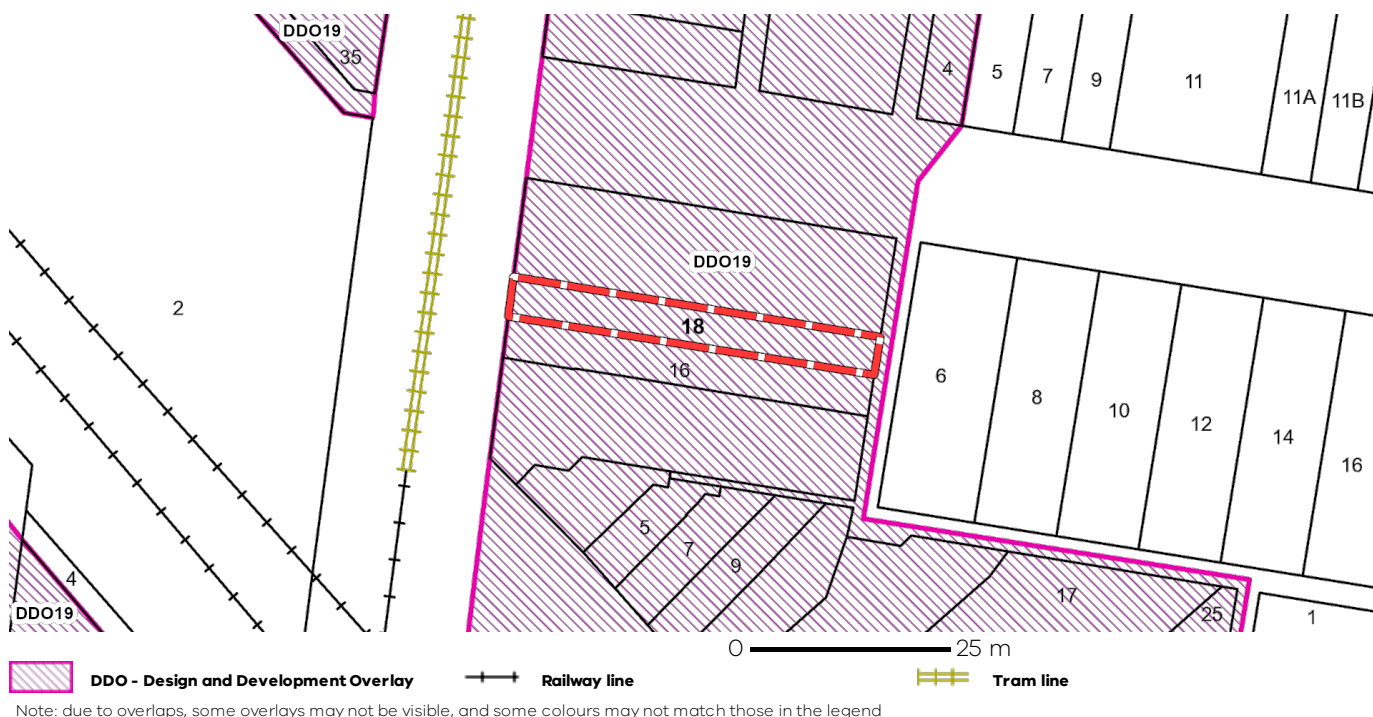 DDO19
35
4
5
7
9
11
11A
11B
DDO19
2
18
16
6
8
10
12
14
16
5
7
9
4
DDO19
17
25
1
0 25 m
DDO - Design and Development Overlay Railway line Tram line
Note: due to overlaps, some overlays may not be visible, and some colours may not match those in the legend